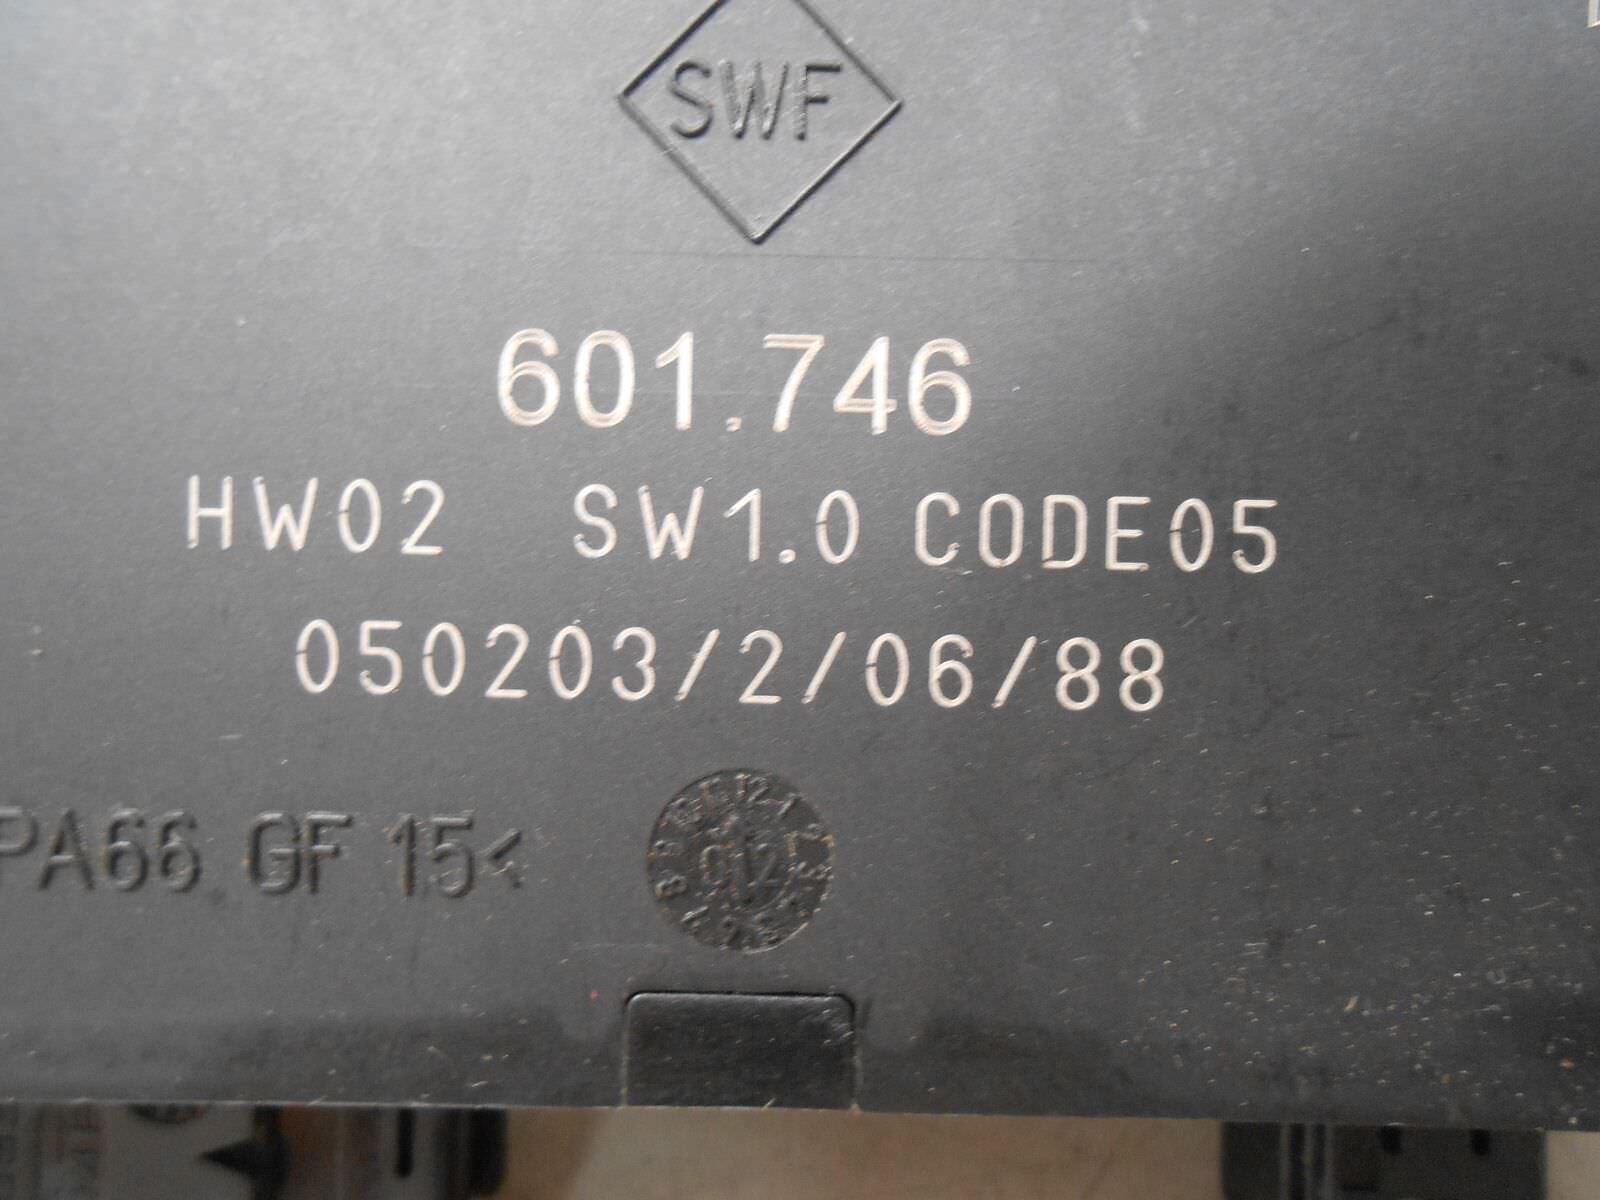 SWF
601.746
HW02 SW1.0 CODE05
050203/2/06/88
PA66 GF 15<